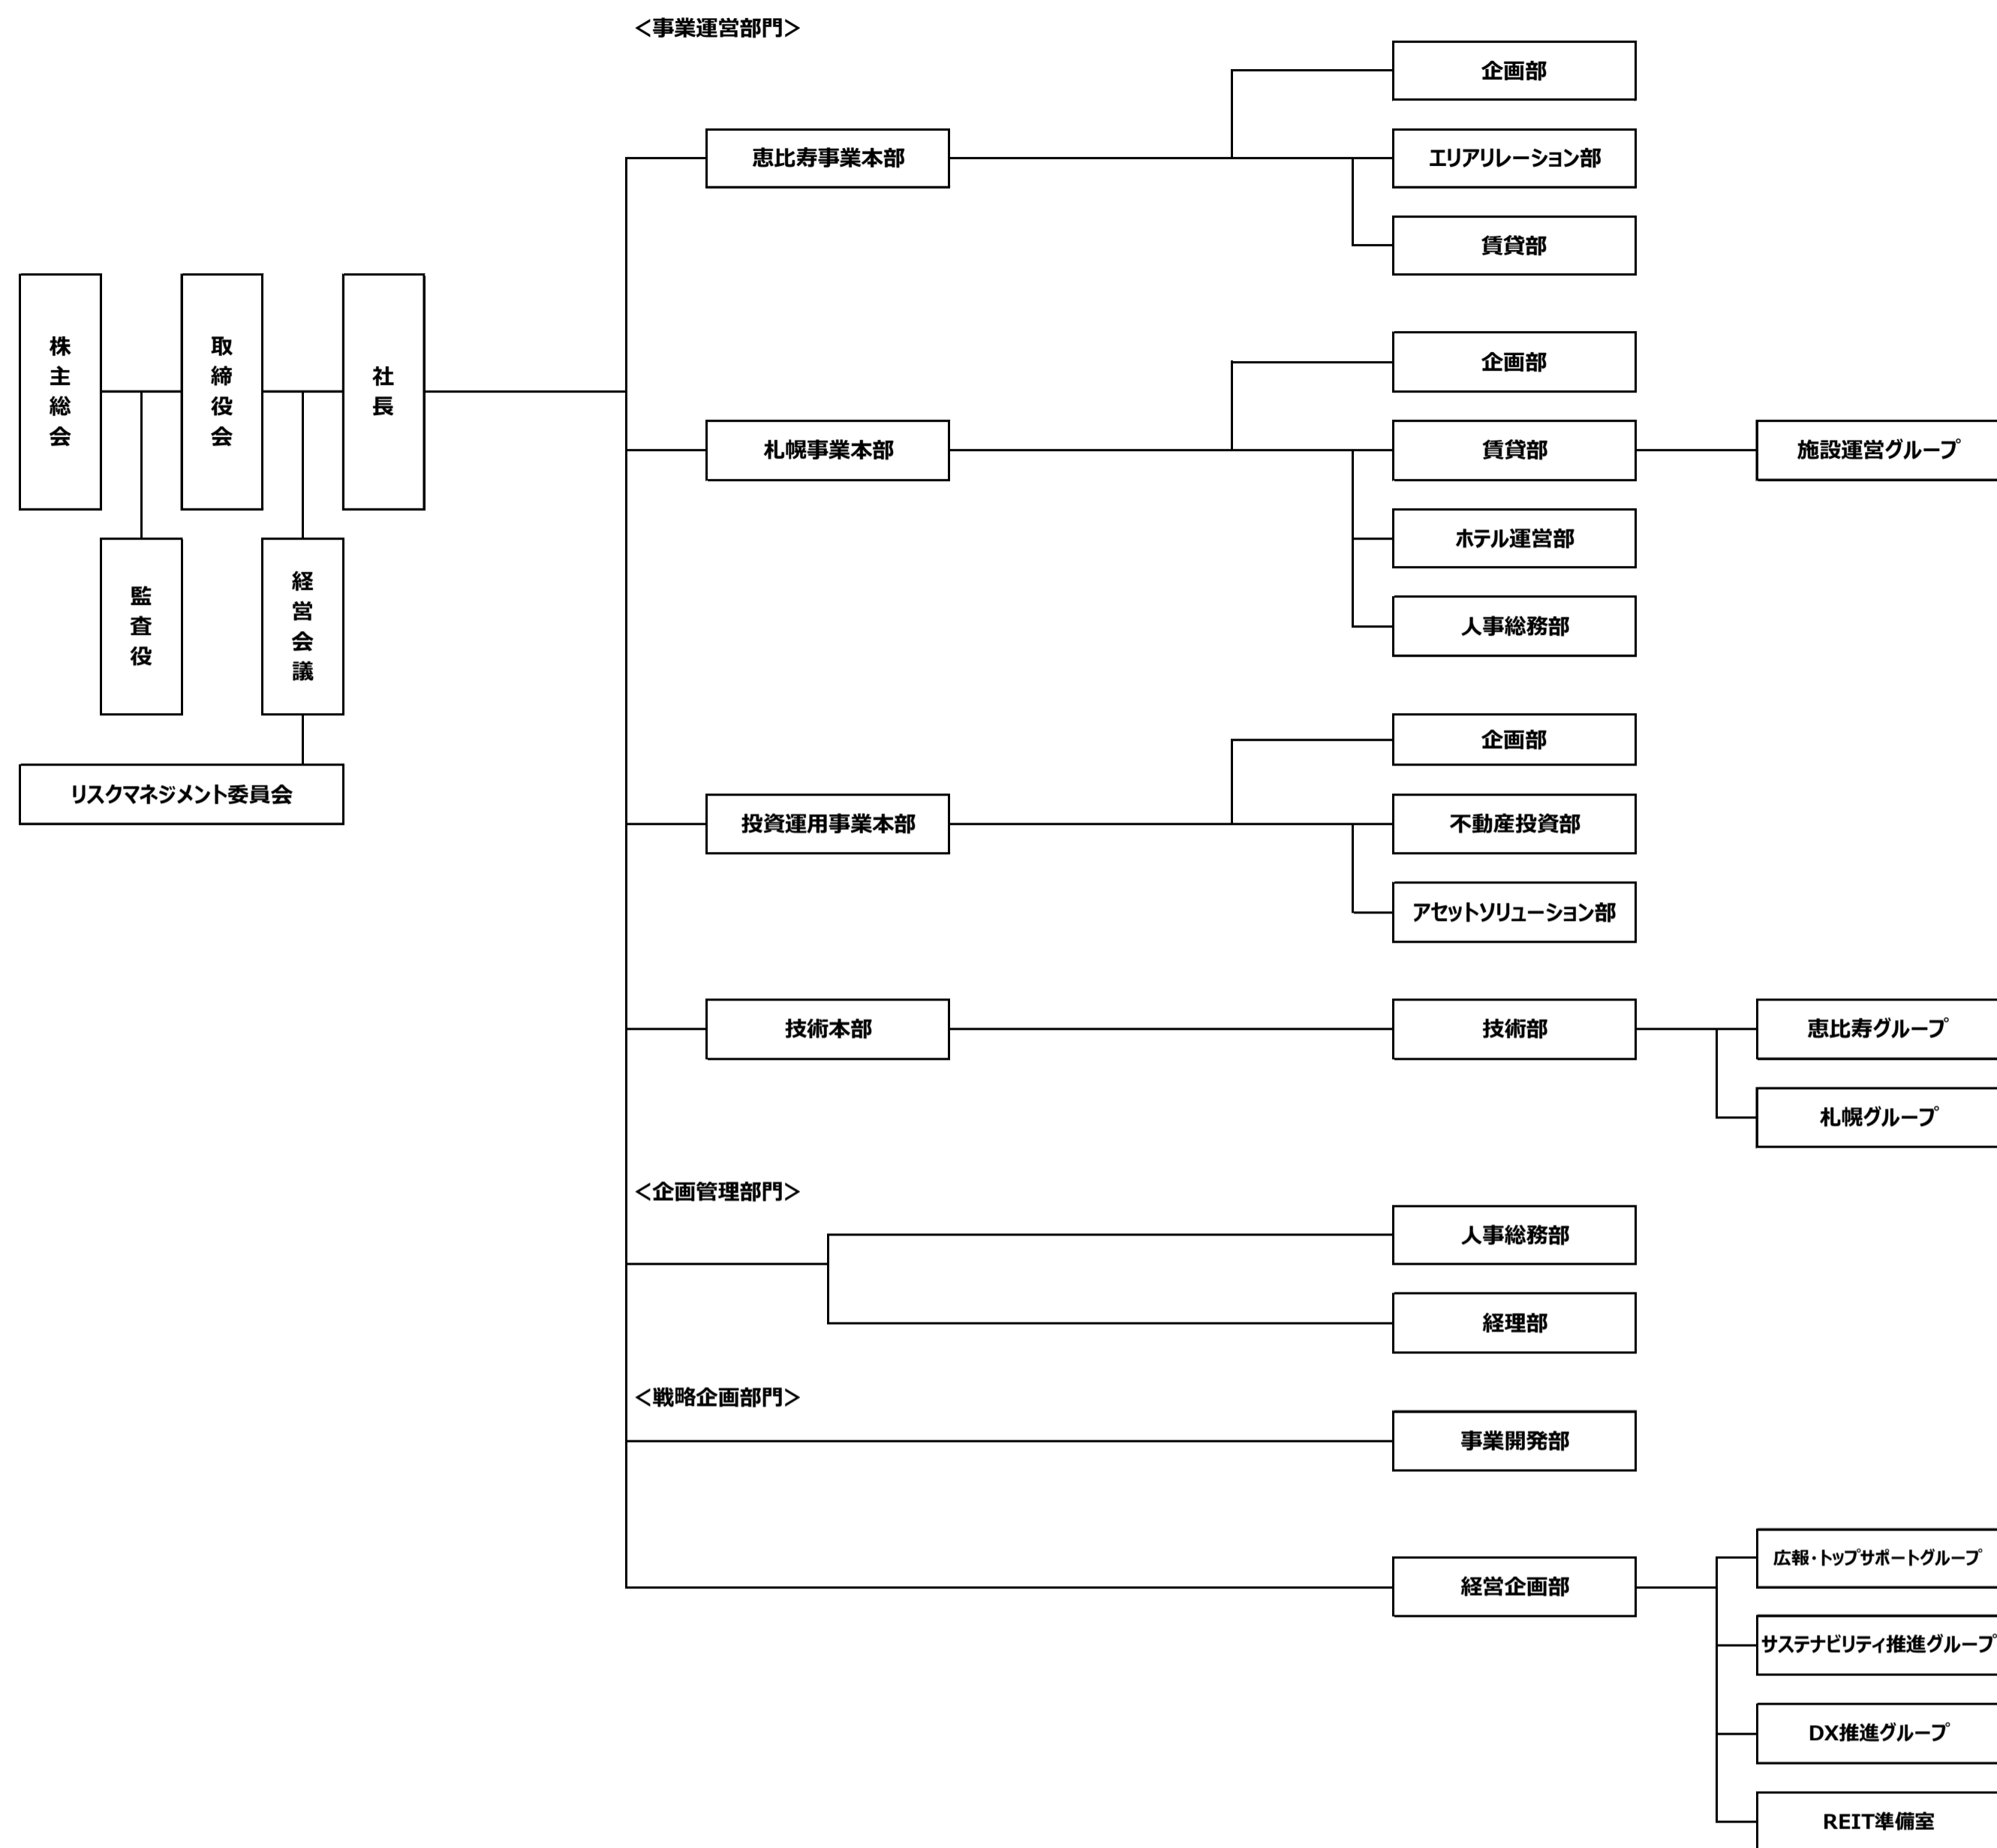 株主総会
取締役会
社長
監査役
経営会議
リスクマネジメント委員会
＜事業運営部門＞
恵比寿事業本部
企画部
エリアリレーション部
賃貸部
札幌事業本部
企画部
賃貸部
施設運営グループ
ホテル運営部
人事総務部
投資運用事業本部
企画部
不動産投資部
アセットソリューション部
技術本部
技術部
恵比寿グループ
札幌グループ
＜企画管理部門＞
人事総務部
経理部
＜戦略企画部門＞
事業開発部
経営企画部
広報・トップサポートグループ
サステナビリティ推進グループ
DX推進グループ
REIT準備室